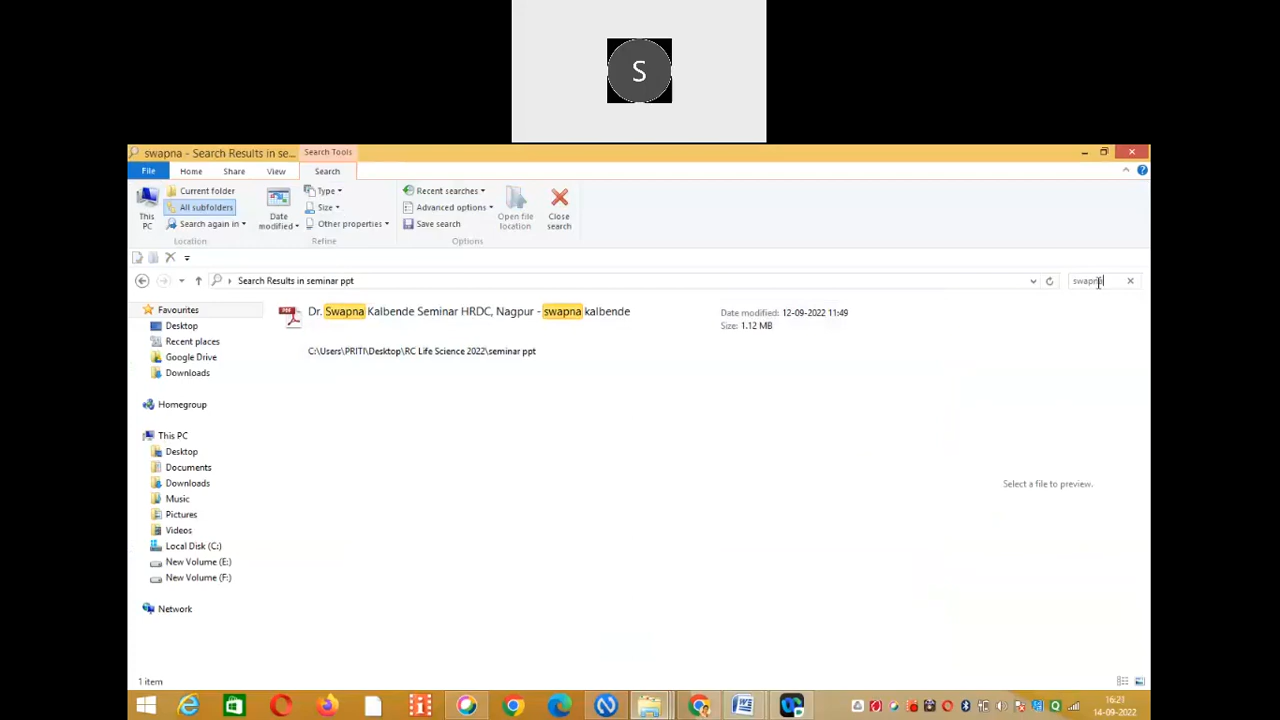 S
swapna - Search Results in se...
Search Tools
File
Home
Share
View
Search
This PC
Current folder
All subfolders
Search again in
Location
Date modified
Type
Size
Other properties
Refine
Recent searches
Advanced options
Save search
Options
Open file location
Close search
Search Results in seminar ppt
swapna
Favourites
Desktop
Recent places
Google Drive
Downloads
Homegroup
This PC
Desktop
Documents
Downloads
Music
Pictures
Videos
Local Disk (C:)
New Volume (E:)
New Volume (F:)
Network
PDF
Dr. Swapna Kalbende Seminar HRDC, Nagpur - swapna kalbende
Date modified: 12-09-2022 11:49
Size: 1.12 MB
C:\Users\PRITI\Desktop\RC Life Science 2022\seminar ppt
Select a file to preview.
1 item
16:21
14-09-2022